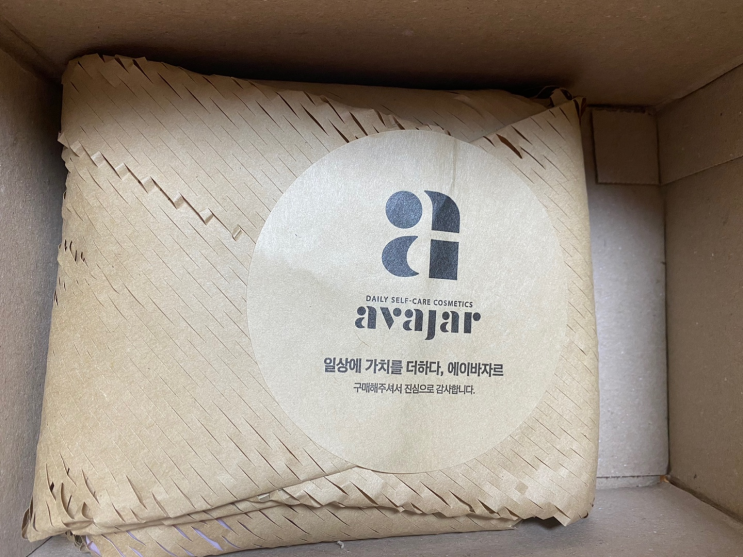 DAILY SELF-CARE COSMETICS
avajar
일상에 가치를 더하다, 에이바자르
구매해주셔서 진심으로 감사합니다.